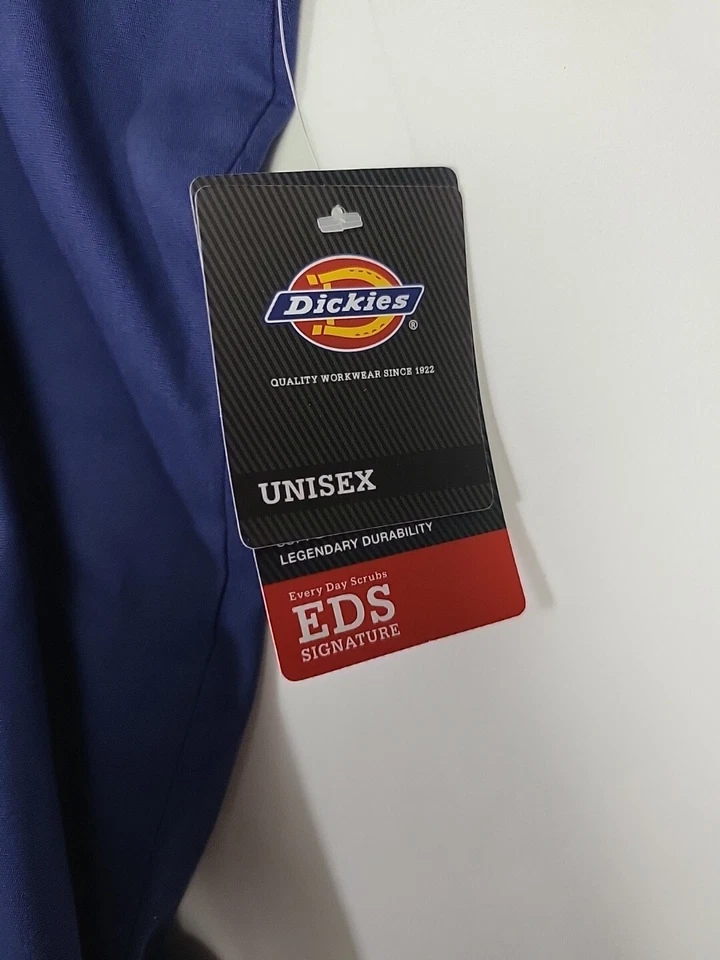 Dickies
®
QUALITY WORKWEAR SINCE 1922
UNISEX
LEGENDARY DURABILITY
Every Day Scrubs
EDS
SIGNATURE